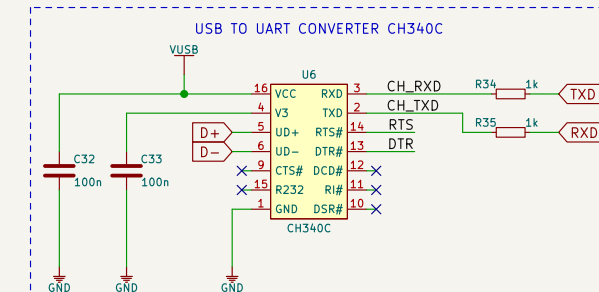 USB TO UART CONVERTER CH340C
VUSB
U6
16 VCC RXD 3 CH_RXD R34 1k TXD
4 V3 TXD 2 CH_TXD R35 1k RXD
D+ 5 UD+ RTS# 14 RTS
D- 6 UD- DTR# 13 DTR
C32 100n
C33 100n
9 CTS# DCD# 12
15 R232 RI# 11
1 GND DSR# 10
CH340C
GND GND GND